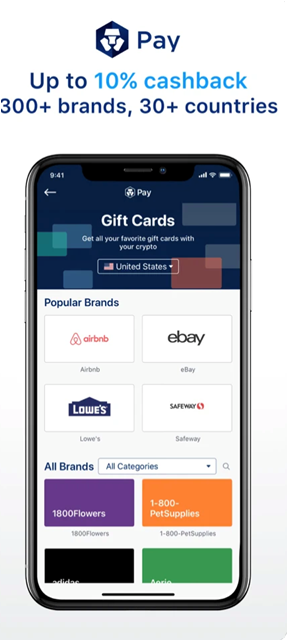 Pay
Up to 10% cashback
300+ brands, 30+ countries
9:41
Pay
Gift Cards
Get all your favorite gift cards with
your crypto
United States
Popular Brands
airbnb
ebay
Airbnb
eBay
LOWE'S
SAFEWAY
Lowe's
Safeway
All Brands
All Categories
1800Flowers
1-800-
PetSupplies
1800Flowers
1-800-PetSupplies
adidas
Aerie